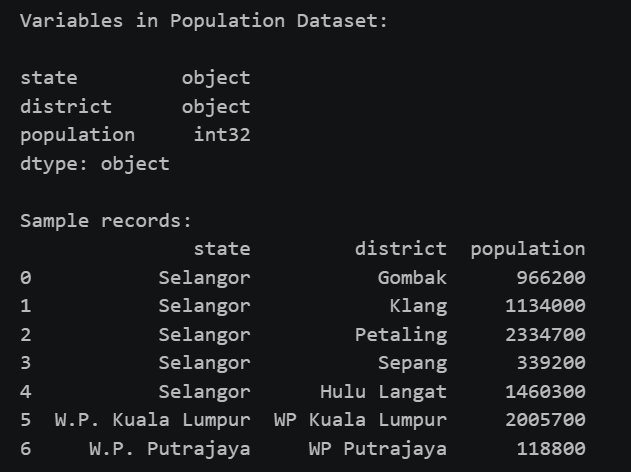 Variables in Population Dataset:
state object
district object
population int32
dtype: object
Sample records:
state district population
0 Selangor Gombak 966200
1 Selangor Klang 1134000
2 Selangor Petaling 2334700
3 Selangor Sepang 339200
4 Selangor Hulu Langat 1460300
5 W.P. Kuala Lumpur WP Kuala Lumpur 2005700
6 W.P. Putrajaya WP Putrajaya 118800